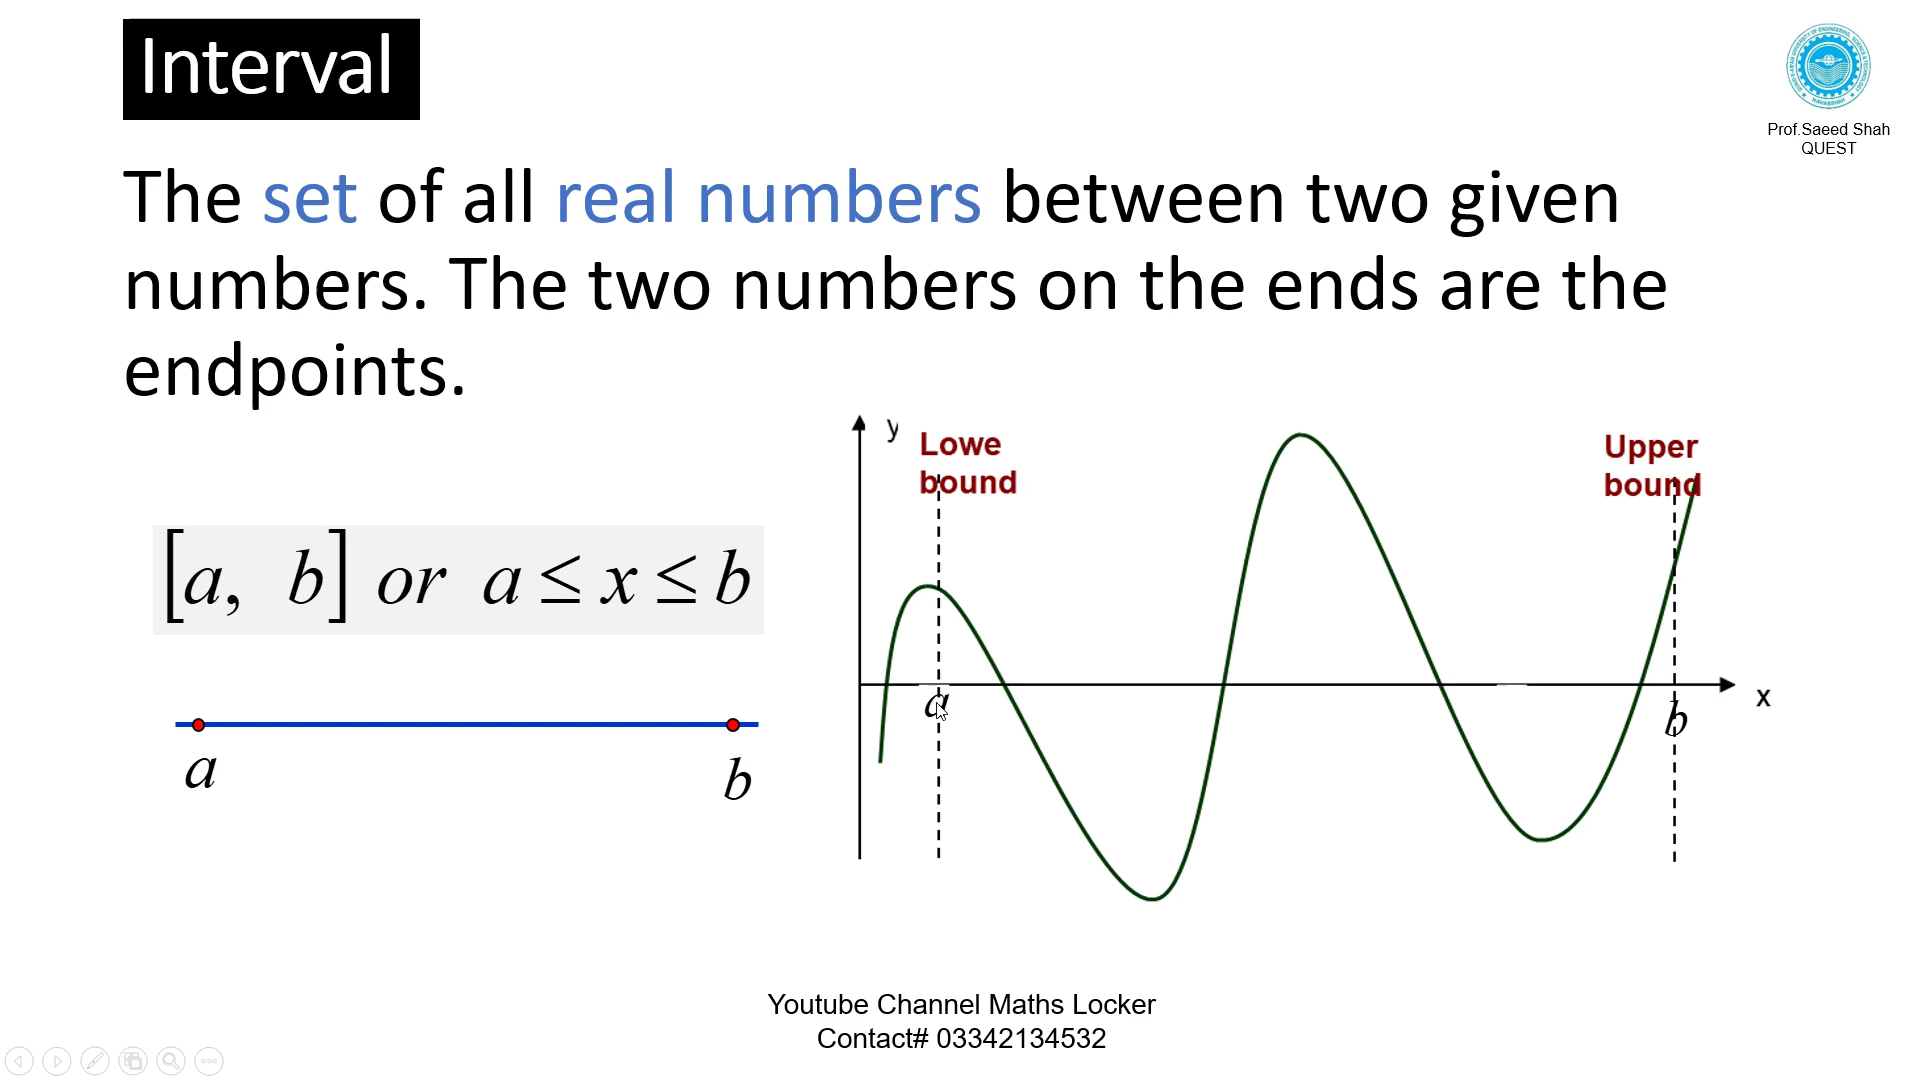 Interval
Prof.Saeed Shah
QUEST
The set of all real numbers between two given
numbers. The two numbers on the ends are the
endpoints.
[a, b] or a ≤ x ≤ b
a
b
y
Lowe
bound
Upper
bound
a
b
x
Youtube Channel Maths Locker
Contact# 03342134532